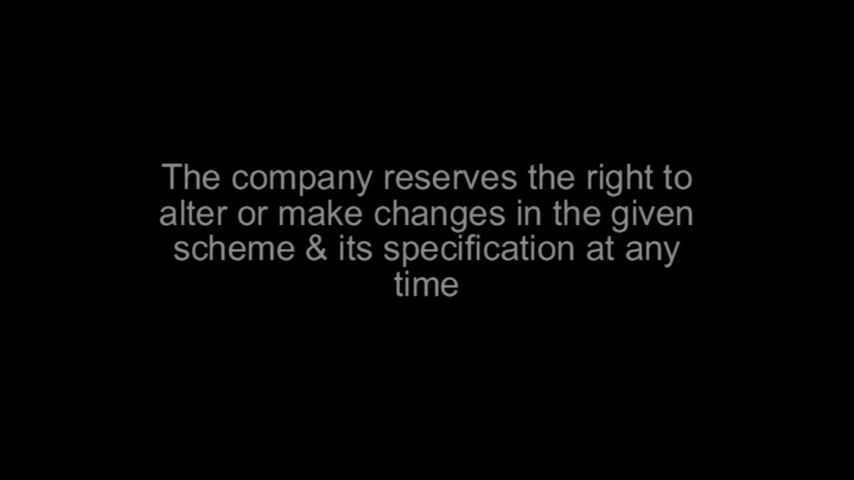 The company reserves the right to
alter or make changes in the given
scheme & its specification at any
time